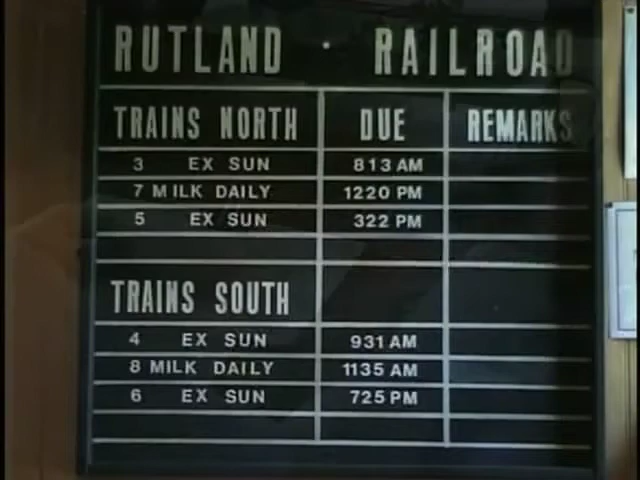 RUTLAND · RAILROAD
TRAINS NORTH DUE REMARKS
3 EX SUN 813 AM
7 MILK DAILY 1220 PM
5 EX SUN 322 PM
TRAINS SOUTH
4 EX SUN 931 AM
8 MILK DAILY 1135 AM
6 EX SUN 725 PM